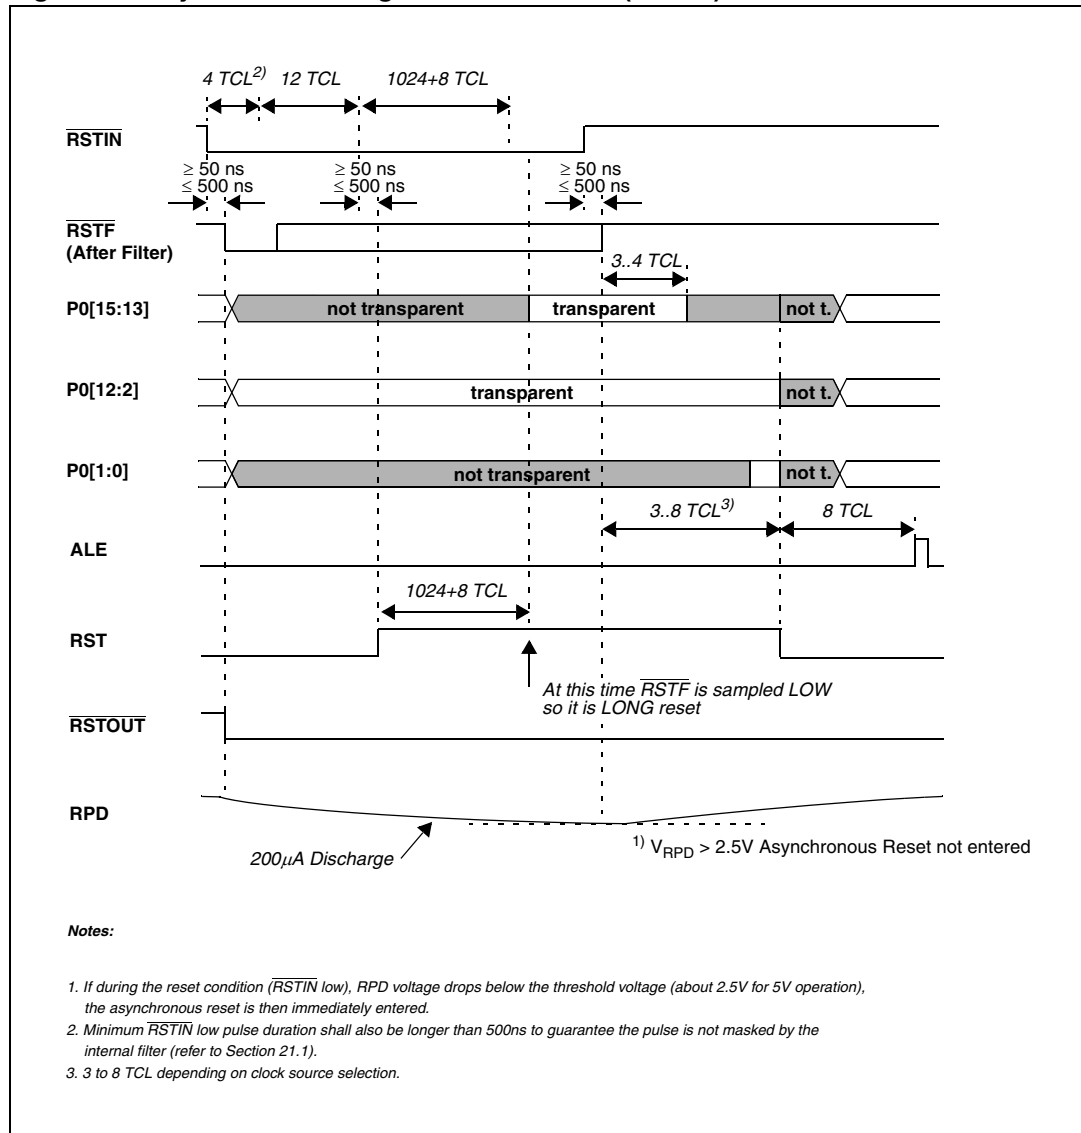 4 TCL2) 12 TCL 1024+8 TCL
RSTIN
≥ 50 ns ≥ 50 ns ≥ 50 ns
≤ 500 ns ≤ 500 ns ≤ 500 ns
RSTF
(After Filter)
3..4 TCL
P0[15:13] not transparent transparent not t.
P0[12:2] transparent not t.
P0[1:0] not transparent not t.
3..8 TCL3) 8 TCL
ALE
1024+8 TCL
RST
At this time RSTF is sampled LOW
so it is LONG reset
RSTOUT
RPD
200μA Discharge
1) VRPD > 2.5V Asynchronous Reset not entered
Notes:
1. If during the reset condition (RSTIN low), RPD voltage drops below the threshold voltage (about 2.5V for 5V operation),
the asynchronous reset is then immediately entered.
2. Minimum RSTIN low pulse duration shall also be longer than 500ns to guarantee the pulse is not masked by the
internal filter (refer to Section 21.1).
3. 3 to 8 TCL depending on clock source selection.